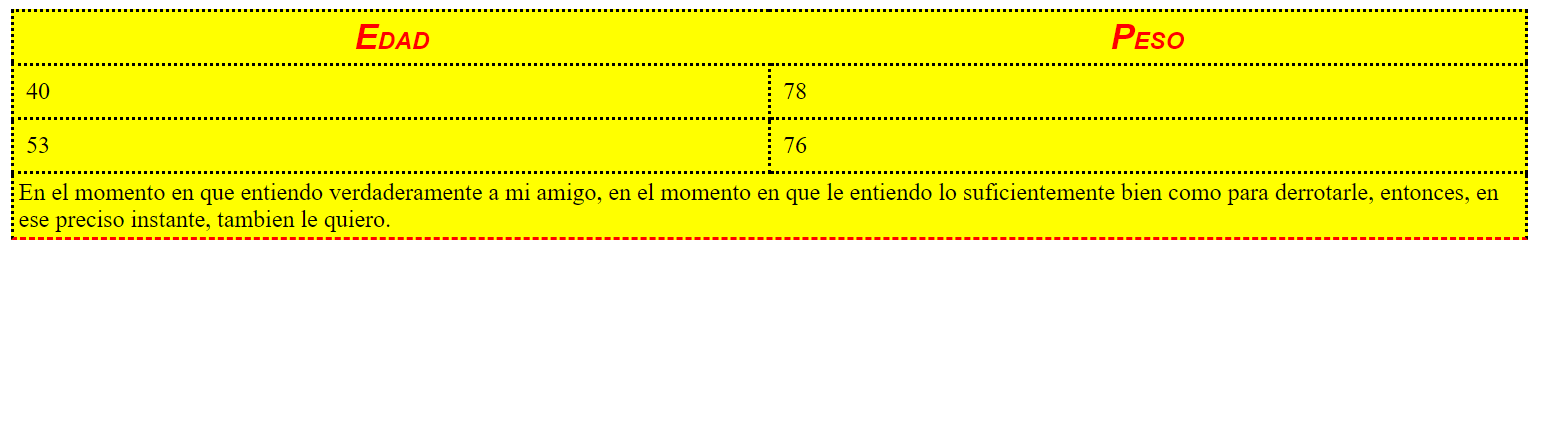 Edad Peso
40 78
53 76
En el momento en que entiendo verdaderamente a mi amigo, en el momento en que le entiendo lo suficientemente bien como para derrotarle, entonces, en
ese preciso instante, tambien le quiero.